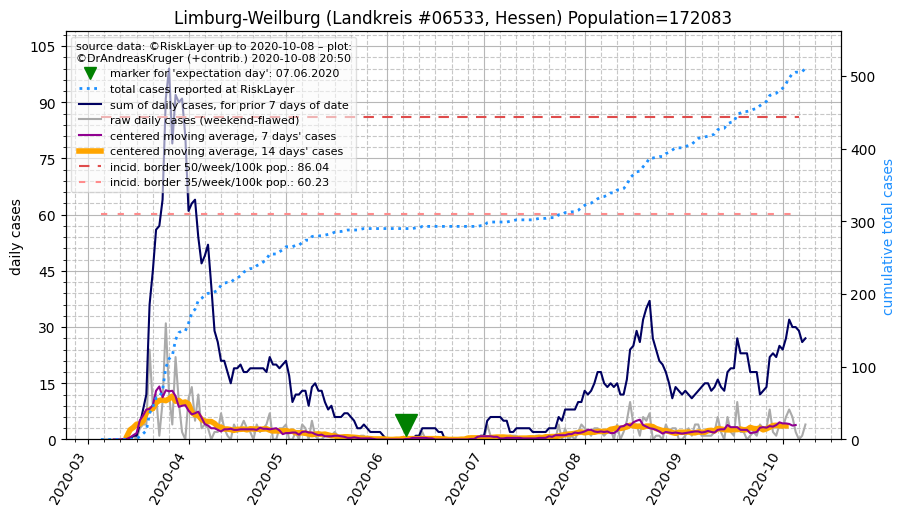 Limburg-Weilburg (Landkreis #06533, Hessen) Population=172083
source data: ©RiskLayer up to 2020-10-08 – plot:
©DrAndreasKruger (+contrib.) 2020-10-08 20:50
marker for 'expectation day': 07.06.2020
total cases reported at RiskLayer
sum of daily cases, for prior 7 days of date
raw daily cases (weekend-flawed)
centered moving average, 7 days' cases
centered moving average, 14 days' cases
incid. border 50/week/100k pop.: 86.04
incid. border 35/week/100k pop.: 60.23
daily cases
105
90
75
60
45
30
15
0
cumulative total cases
500
400
300
200
100
0
2020-03
2020-04
2020-05
2020-06
2020-07
2020-08
2020-09
2020-10